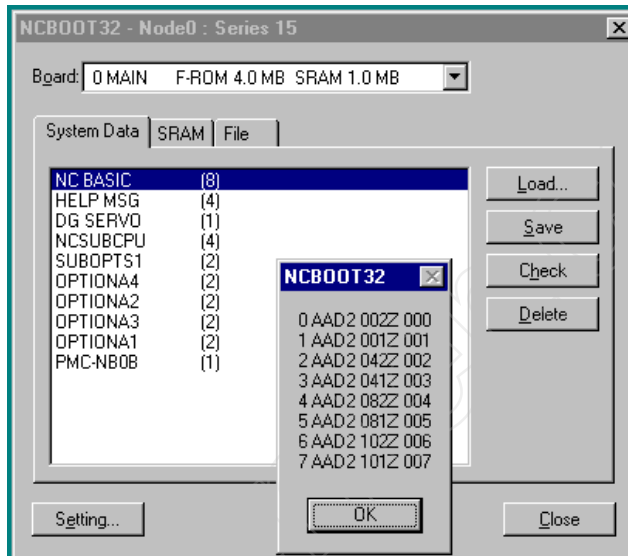 NCBOOT32 - Node0 : Series 15
Board: 0 MAIN F-ROM 4.0 MB SRAM 1.0 MB
System Data SRAM File
NC BASIC (8)
HELP MSG (4)
DG SERVO (1)
NCSUBCPU (4)
SUBOPTS1 (2)
OPTIONA4 (2)
OPTIONA2 (2)
OPTIONA3 (2)
OPTIONA1 (2)
PMC-NB0B (1)
Load...
Save
Check
Delete
NCBOOT32
0 AAD2 002Z 000
1 AAD2 001Z 001
2 AAD2 042Z 002
3 AAD2 041Z 003
4 AAD2 082Z 004
5 AAD2 081Z 005
6 AAD2 102Z 006
7 AAD2 101Z 007
OK
Setting...
Close